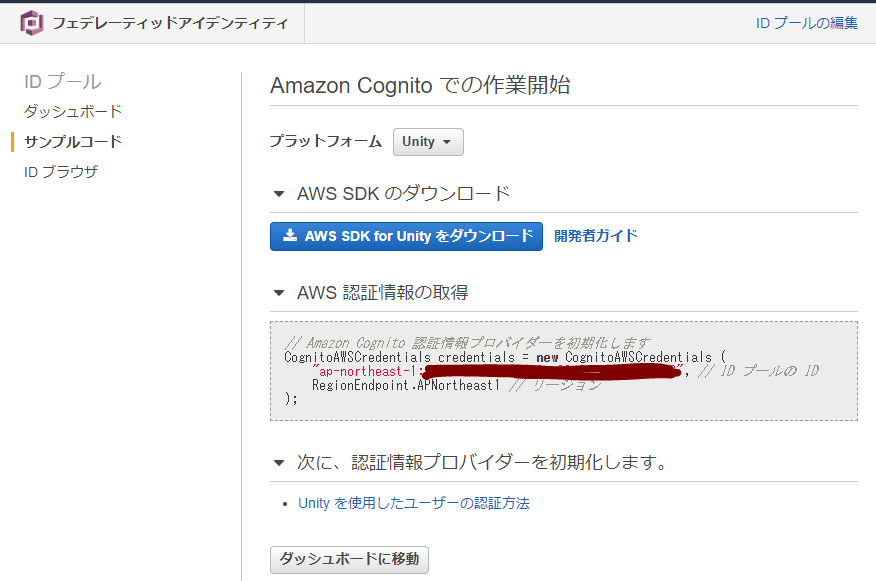 フェデレーティッドアイデンティティ
ID プールの編集
ID プール
ダッシュボード
サンプルコード
ID ブラウザ
Amazon Cognito での作業開始
プラットフォーム Unity
AWS SDK のダウンロード
AWS SDK for Unity をダウンロード 開発者ガイド
AWS 認証情報の取得
// Amazon Cognito 認証情報プロバイダーを初期化します
CognitoAWSCredentials credentials = new CognitoAWSCredentials (
"ap-northeast-1: ", // ID プールの ID
RegionEndpoint.APNortheast1 // リージョン
);
次に、認証情報プロバイダーを初期化します。
Unity を使用したユーザーの認証方法
ダッシュボードに移動